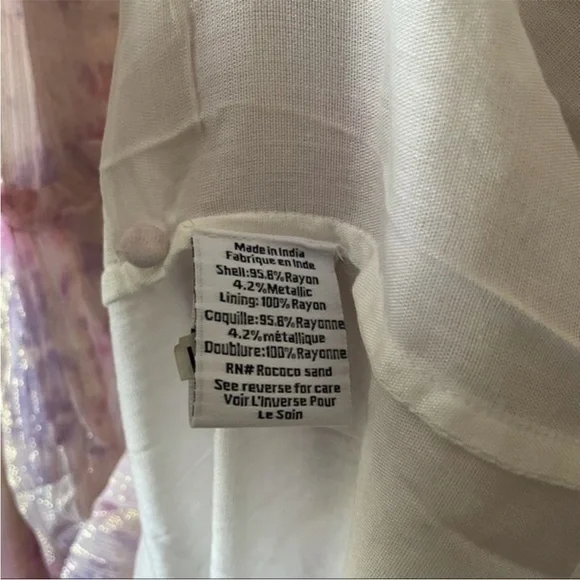 Made in India
Fabrique en Inde
Shell:95.8% Rayon
4.2% Metallic
Lining: 100% Rayon
Coquille:95.8% Rayonne
4.2% métallique
Doublure:100% Rayonne
RN# Rococo sand
See reverse for care
Voir L'Inverse Pour
Le Soin